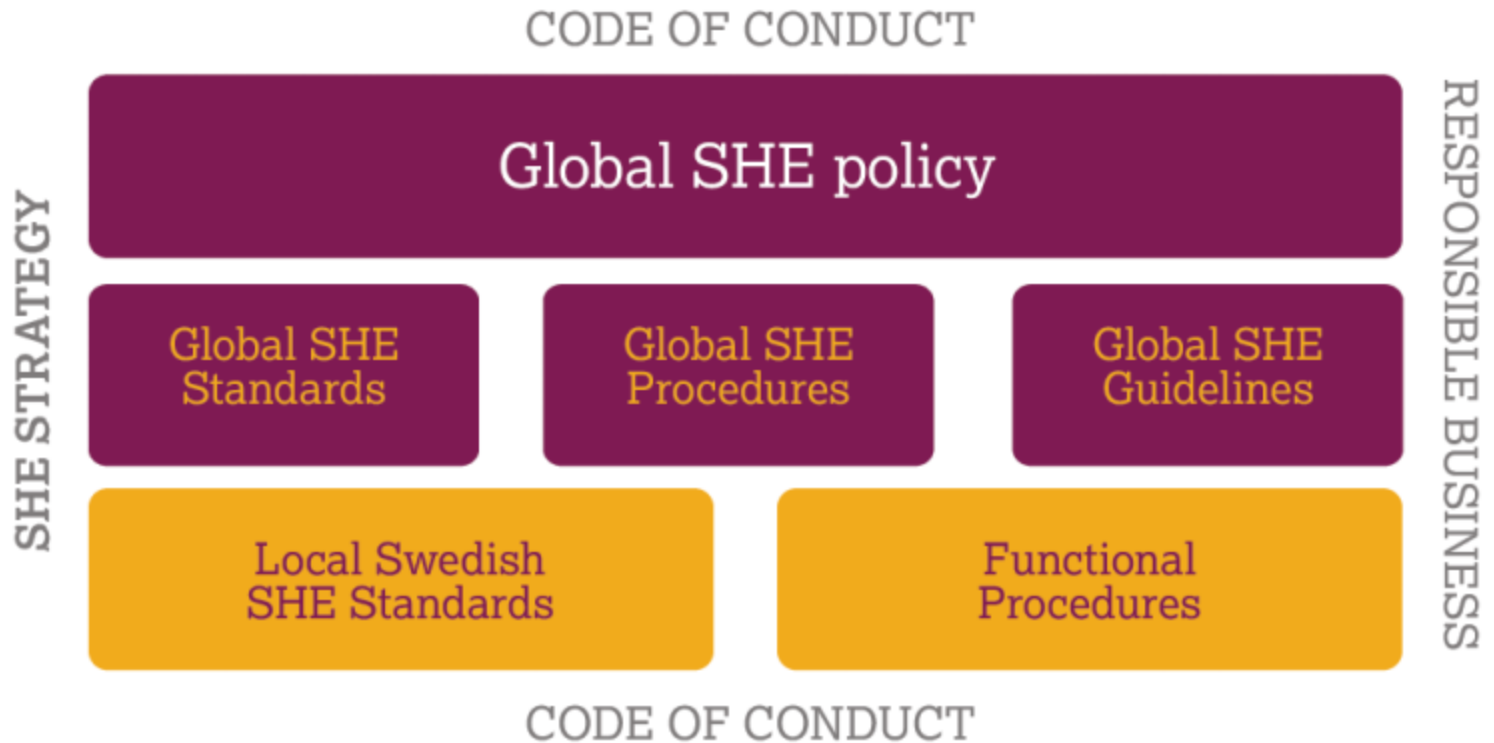 CODE OF CONDUCT
SHE STRATEGY
RESPONSIBLE BUSINESS
Global SHE policy
Global SHE
Standards
Global SHE
Procedures
Global SHE
Guidelines
Local Swedish
SHE Standards
Functional
Procedures
CODE OF CONDUCT